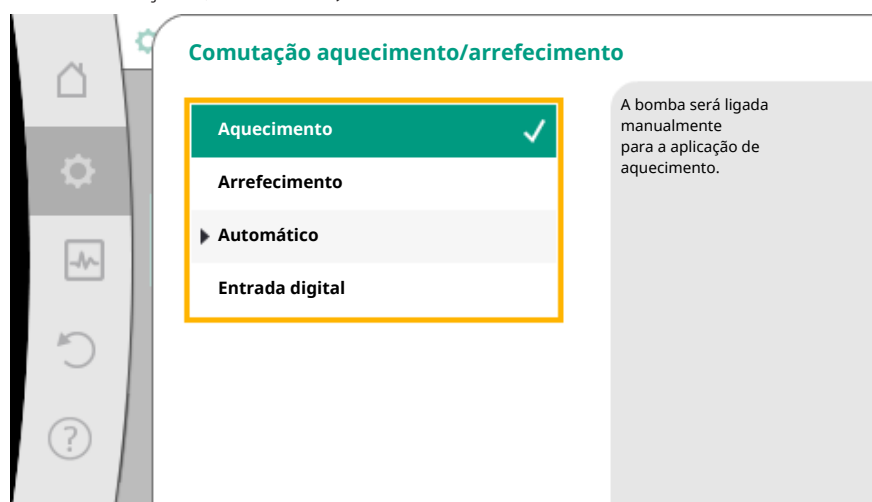 Comutação aquecimento/arrefecimento
Aquecimento
Arrefecimento
Automático
Entrada digital
A bomba será ligada
manualmente
para a aplicação de
aquecimento.
?